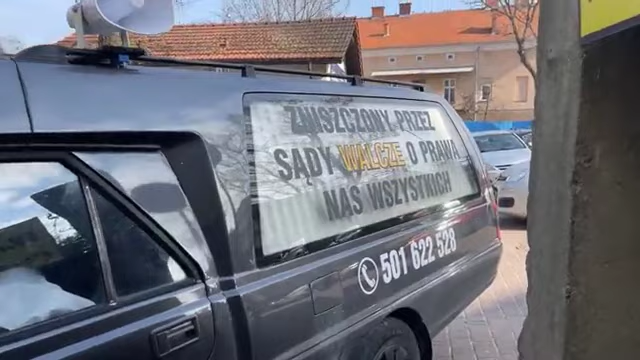 ZNISZCZONY PRZEZ
SĄDY WALCZĘ O PRAWA
NAS WSZYSTKICH
501 622 528